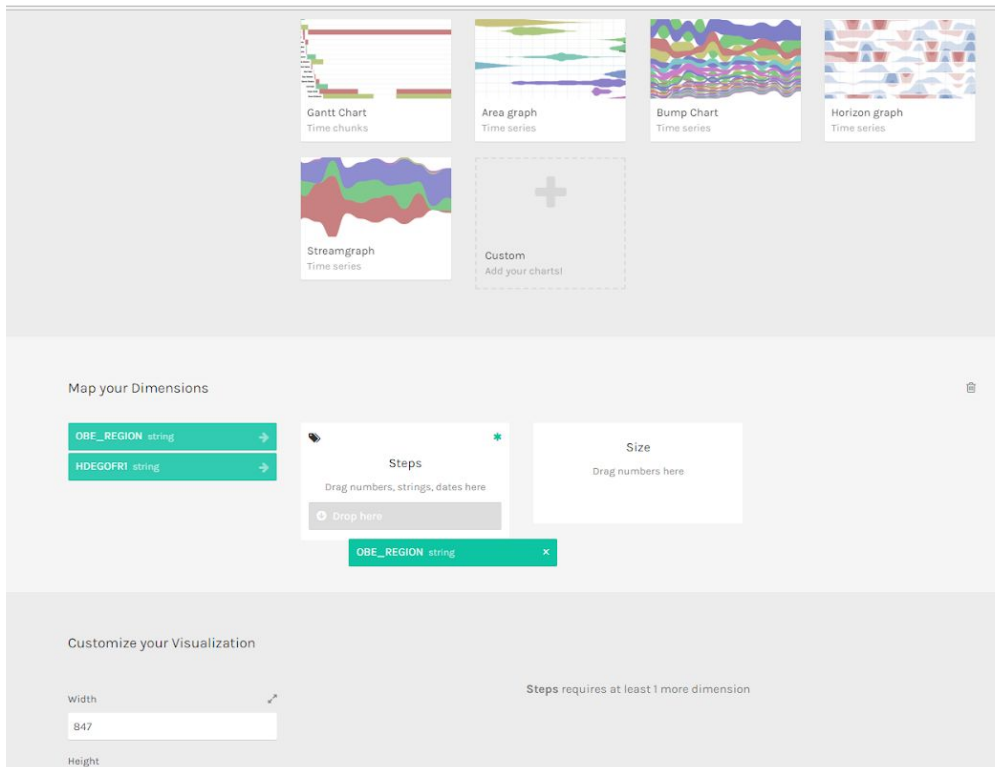 Gantt Chart
Time chunks
Area graph
Time series
Bump Chart
Time series
Horizon graph
Time series
Streamgraph
Time series
Custom
Add your charts!
Map your Dimensions
OBE_REGION string
HDEGOFR1 string
Steps
Drag numbers, strings, dates here
Drop here
OBE_REGION string
Size
Drag numbers here
Customize your Visualization
Width
847
Height
Steps requires at least 1 more dimension